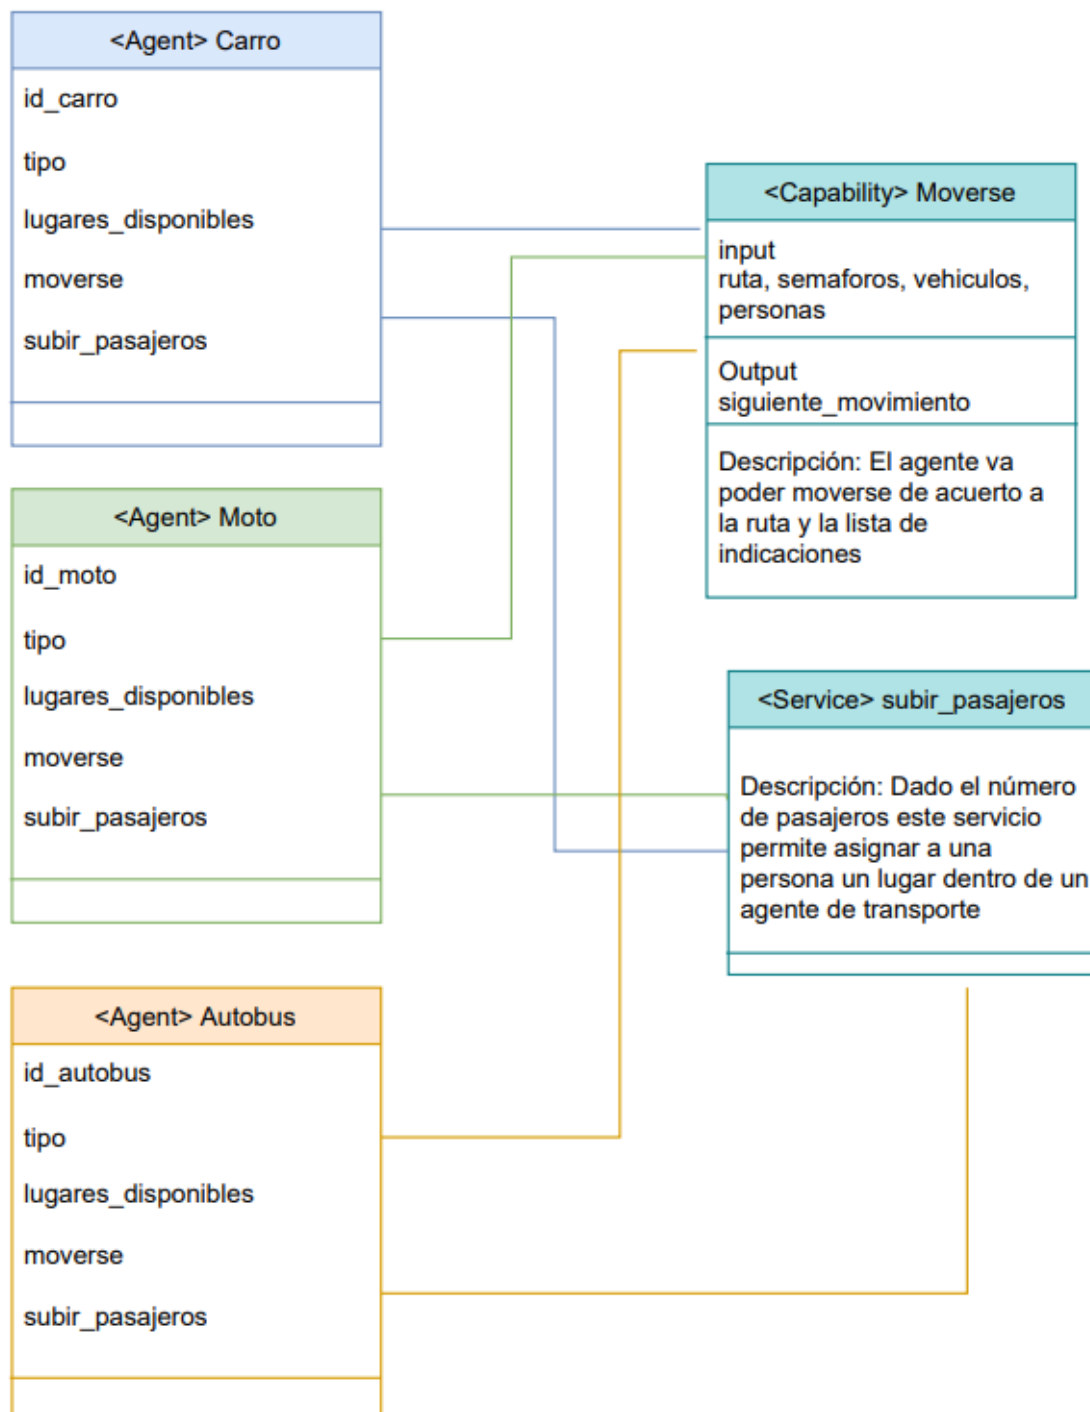 <Agent> Carro
id_carro
tipo
lugares_disponibles
moverse
subir_pasajeros
<Agent> Moto
id_moto
tipo
lugares_disponibles
moverse
subir_pasajeros
<Agent> Autobus
id_autobus
tipo
lugares_disponibles
moverse
subir_pasajeros
<Capability> Moverse
input
ruta, semaforos, vehiculos,
personas
Output
siguiente_movimiento
Descripción: El agente va
poder moverse de acuerto a
la ruta y la lista de
indicaciones
<Service> subir_pasajeros
Descripción: Dado el número
de pasajeros este servicio
permite asignar a una
persona un lugar dentro de un
agente de transporte